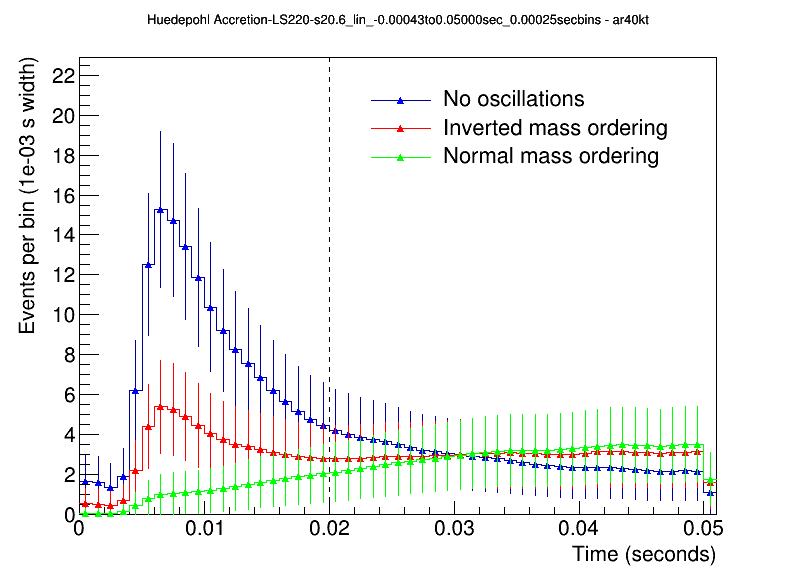 Huedepohl Accretion-LS220-s20.6_lin_-0.00043to0.05000sec_0.00025secbins - ar40kt
Events per bin (1e-03 s width)
22
20
18
16
14
12
10
8
6
4
2
0
No oscillations
Inverted mass ordering
Normal mass ordering
0 0.01 0.02 0.03 0.04 0.05
Time (seconds)